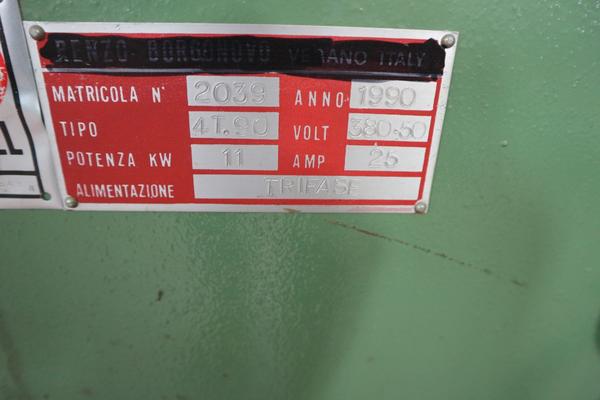 RENZO BORGONOVO VERANO ITALY
MATRICOLA N° 2039 ANNO 1990
TIPO 4T.90 VOLT 380.50
POTENZA KW 11 AMP 25
ALIMENTAZIONE TRIFASE